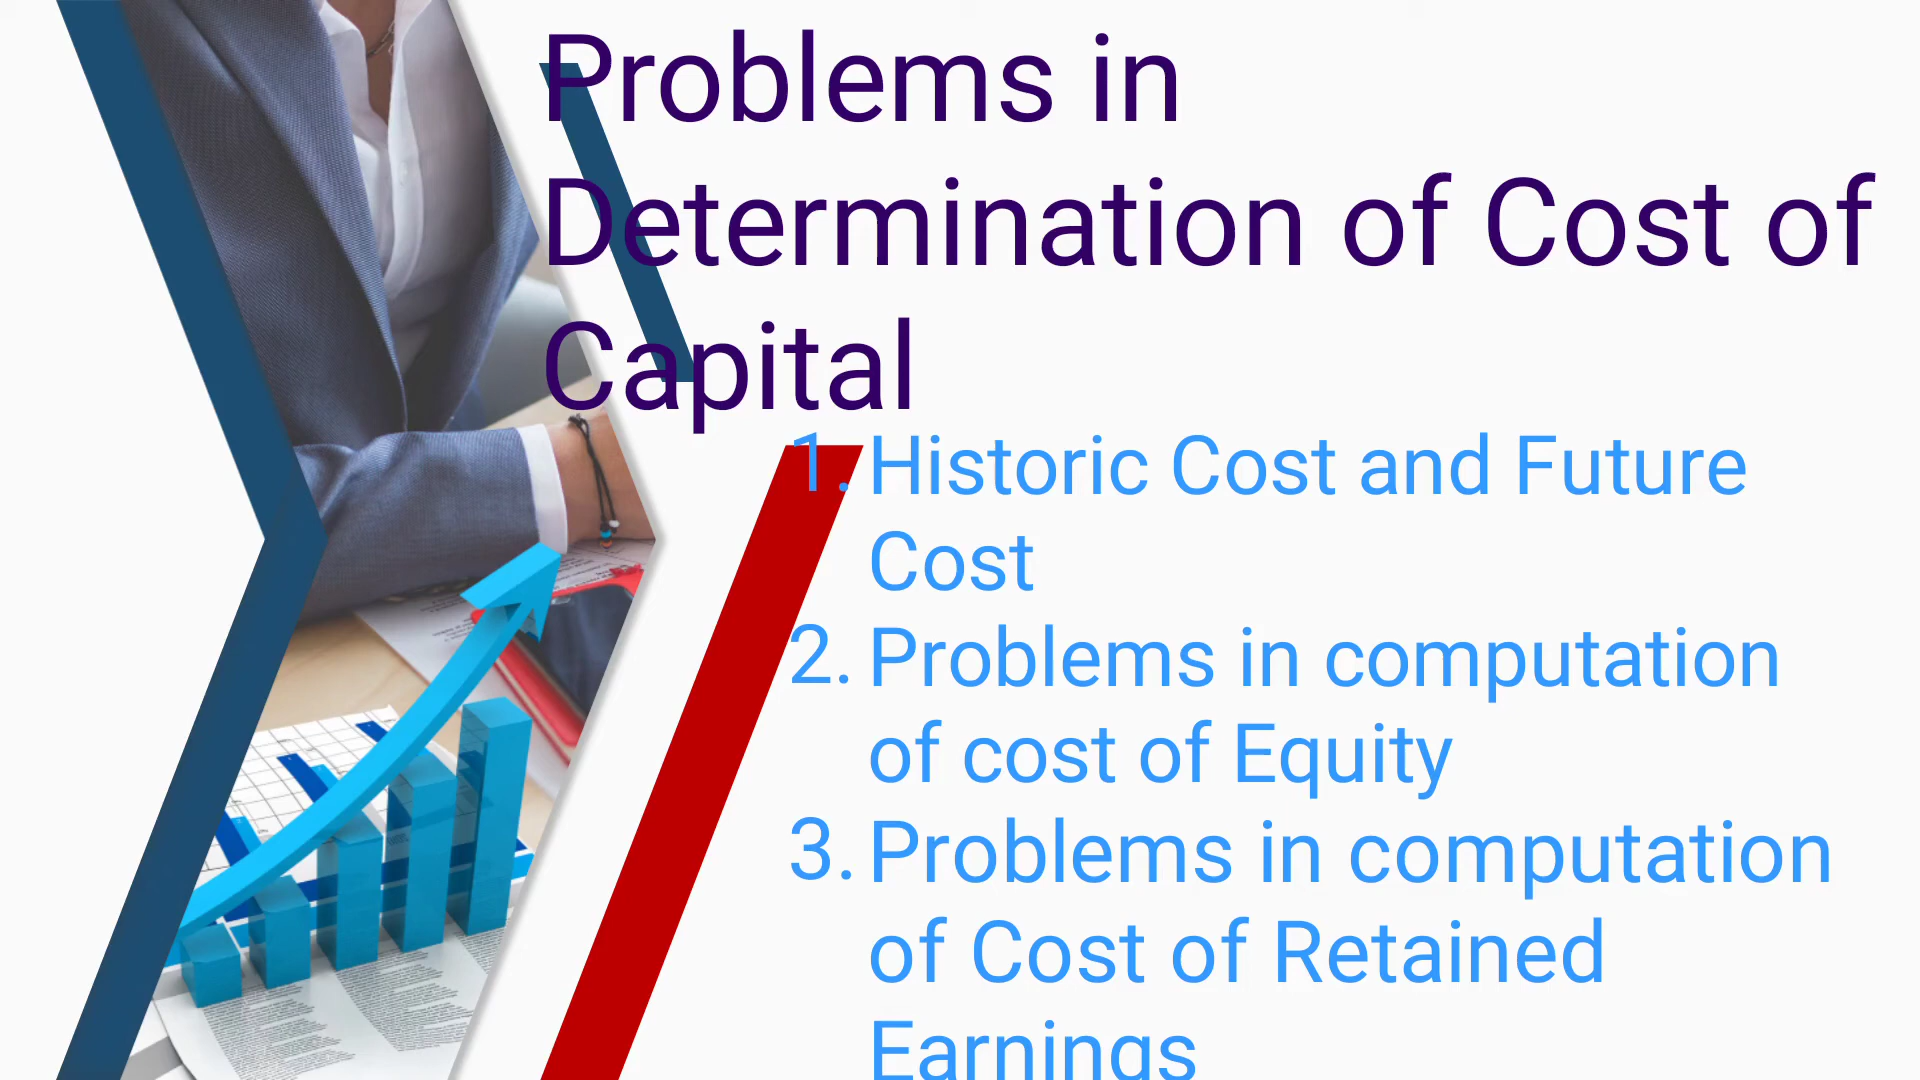 Problems in
Determination of Cost of
Capital
1. Historic Cost and Future
Cost
2. Problems in computation
of cost of Equity
3. Problems in computation
of Cost of Retained
Earnings